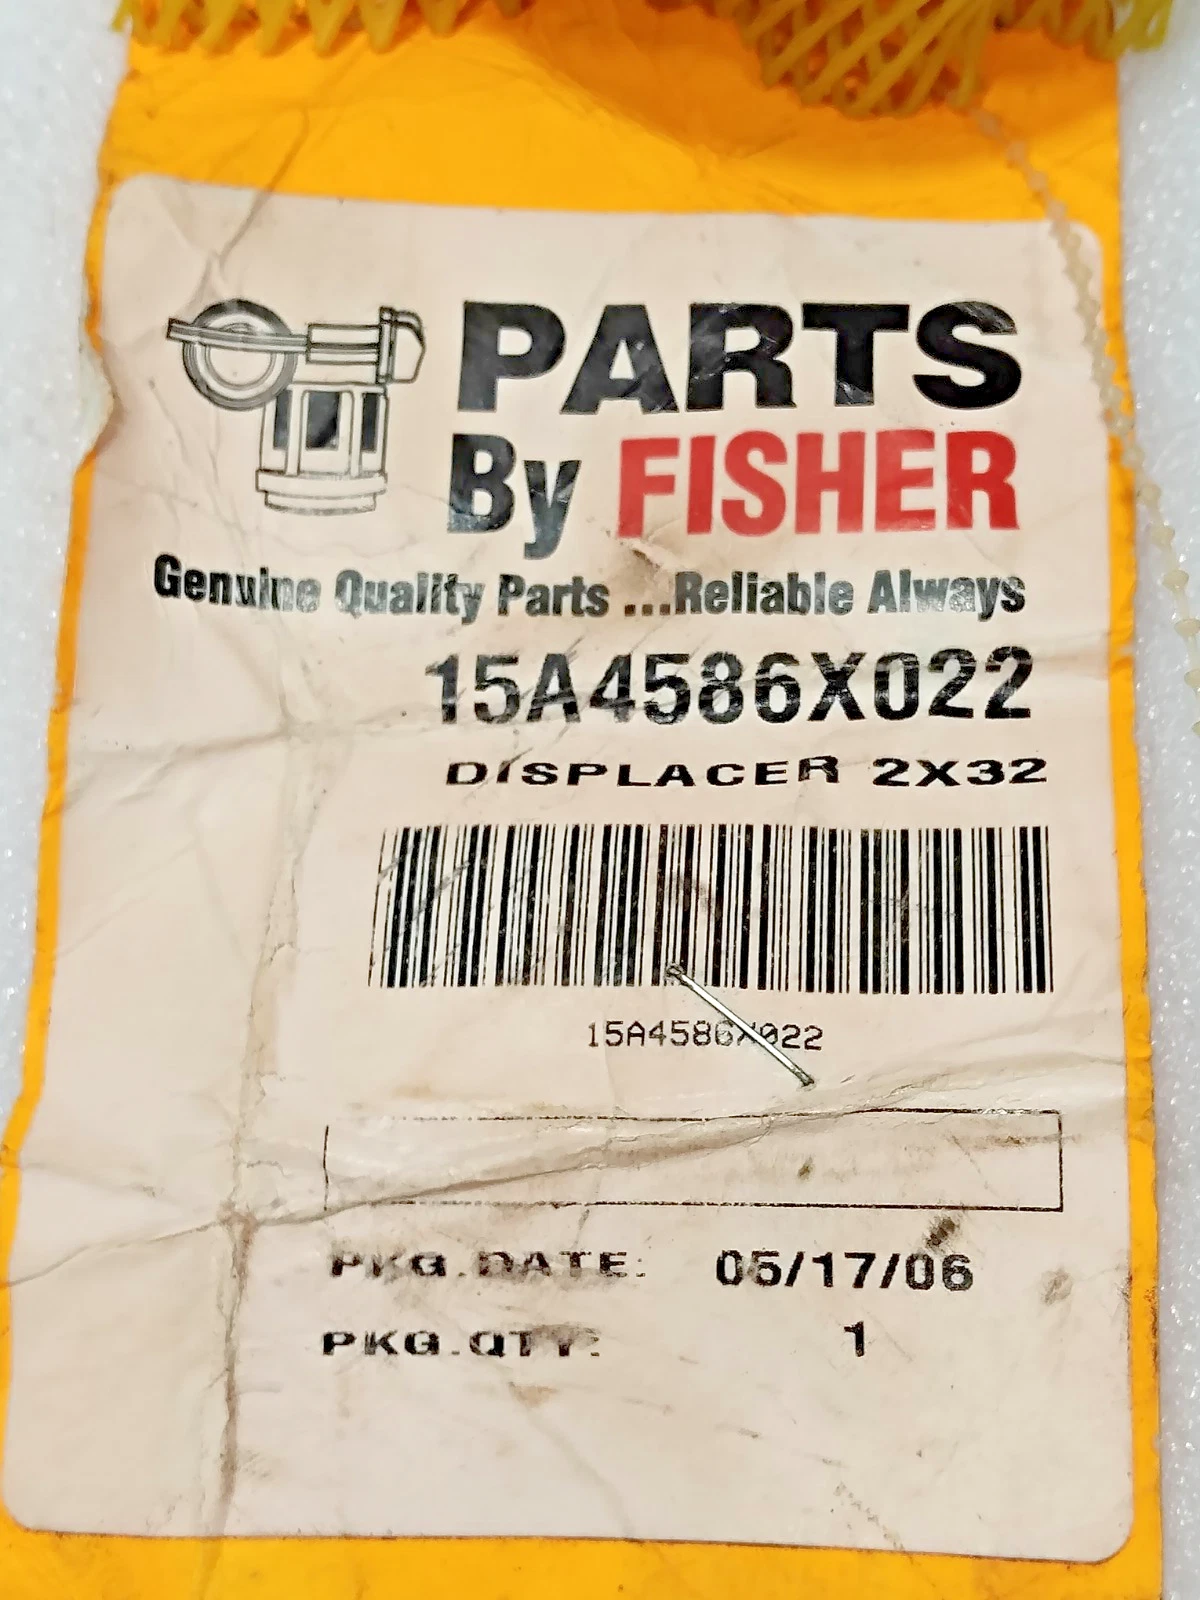 PARTS
By FISHER
Genuine Quality Parts ...Reliable Always
15A4586X022
DISPLACER 2X32
15A4586X022
PKG.DATE: 05/17/06
PKG.QTY: 1